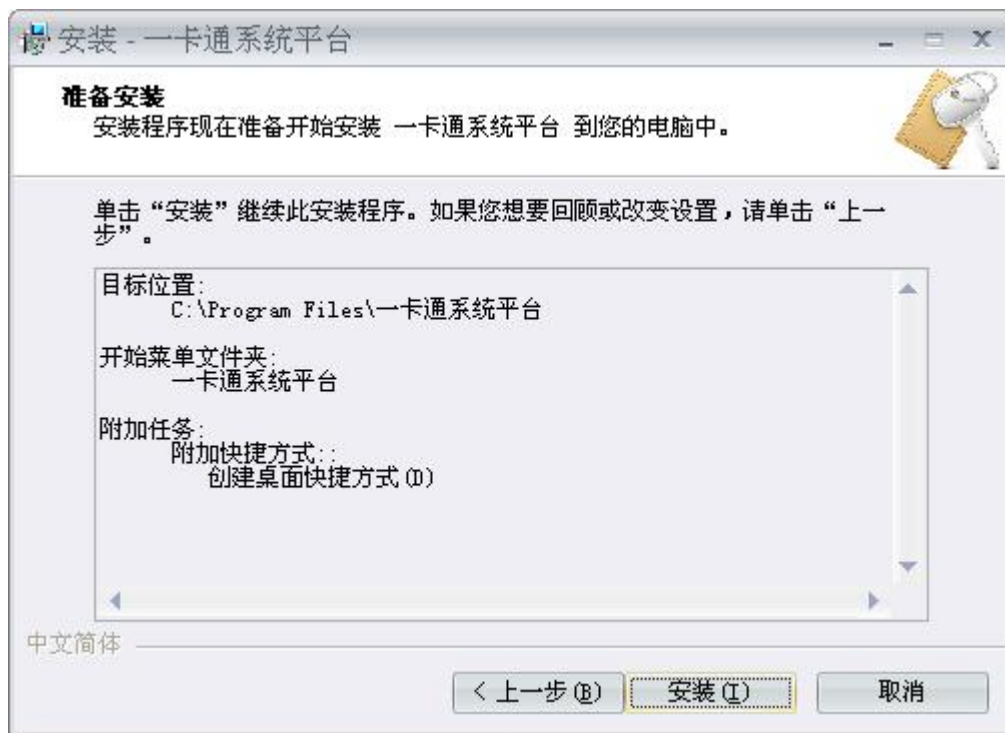 安装 - 一卡通系统平台
准备安装
安装程序现在准备开始安装 一卡通系统平台 到您的电脑中。
单击“安装”继续此安装程序。如果您想要回顾或改变设置，请单击“上一
步”。
目标位置:
C:\Program Files\一卡通系统平台
开始菜单文件夹:
一卡通系统平台
附加任务:
附加快捷方式::
创建桌面快捷方式(D)
中文简体
< 上一步(B)
安装(I)
取消